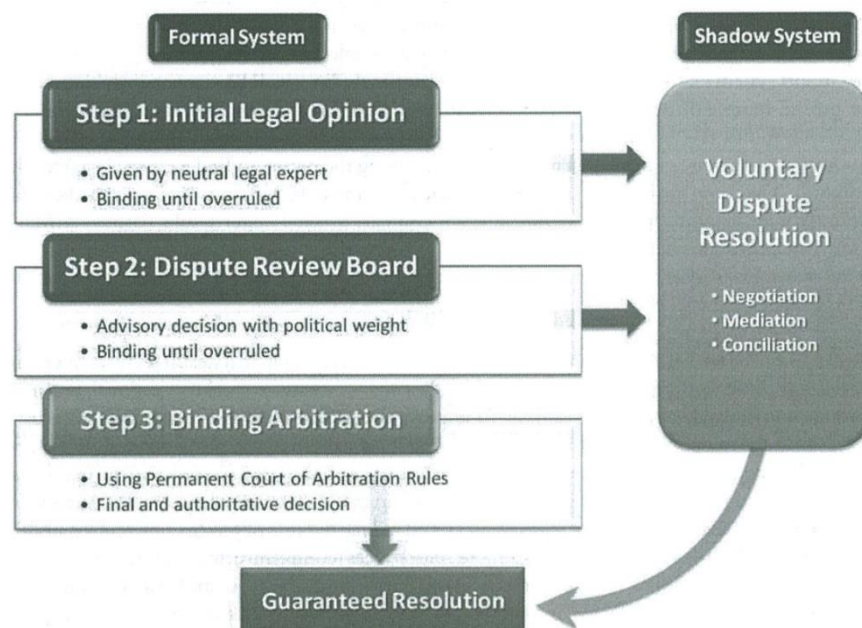 Formal System
Shadow System
Step 1: Initial Legal Opinion
• Given by neutral legal expert
• Binding until overruled
Step 2: Dispute Review Board
• Advisory decision with political weight
• Binding until overruled
Step 3: Binding Arbitration
• Using Permanent Court of Arbitration Rules
• Final and authoritative decision
Voluntary
Dispute
Resolution
• Negotiation
• Mediation
• Conciliation
Guaranteed Resolution